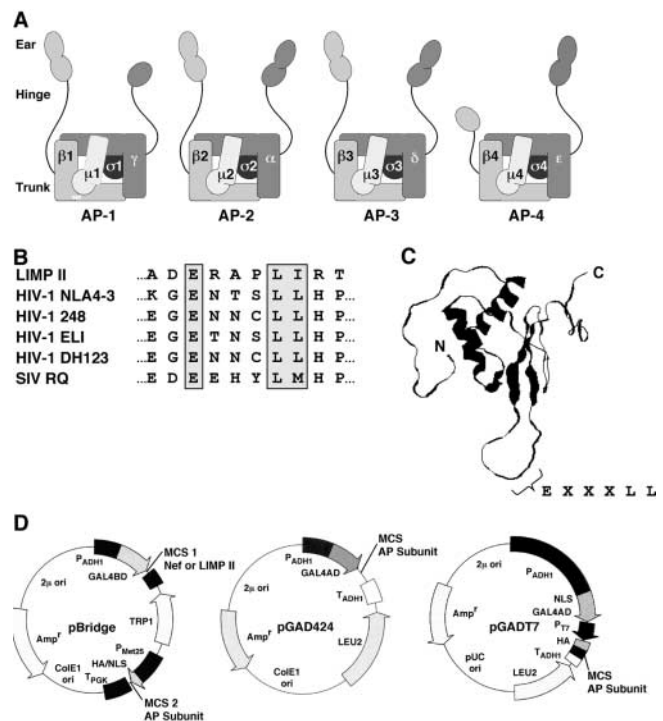 A
Ear
Hinge
Trunk
β1 μ1 σ1 γ
β2 μ2 σ2 α
β3 μ3 σ3 δ
β4 μ4 σ4 ε
AP-1 AP-2 AP-3 AP-4
B
LIMP II ...A D E R A P L I R T
HIV-1 NLA4-3 ...K G E N T S L L H P...
HIV-1 248 ...E G E N N C L L H P...
HIV-1 ELI ...E G E T N S L L H P...
HIV-1 DH123 ...E G E N N C L L H P...
SIV RQ ...E D E E H Y L M H P...
C
C
N
E X X X L L
D
PADH1
GAL4BD
MCS 1
Nef or LIMP II
2μ ori
TRP1
pBridge
Ampr
PMet25
HA/NLS
ColE1
ori
TPGK
MCS 2
AP Subunit
PADH1
GAL4AD
MCS
AP Subunit
2μ ori
TADH1
pGAD424
Ampr
LEU2
ColE1
ori
2μ ori
PADH1
NLS
GAL4AD
PT7
HA
TADH1
pGADT7
Ampr
pUC
ori
LEU2
MCS
AP Subunit